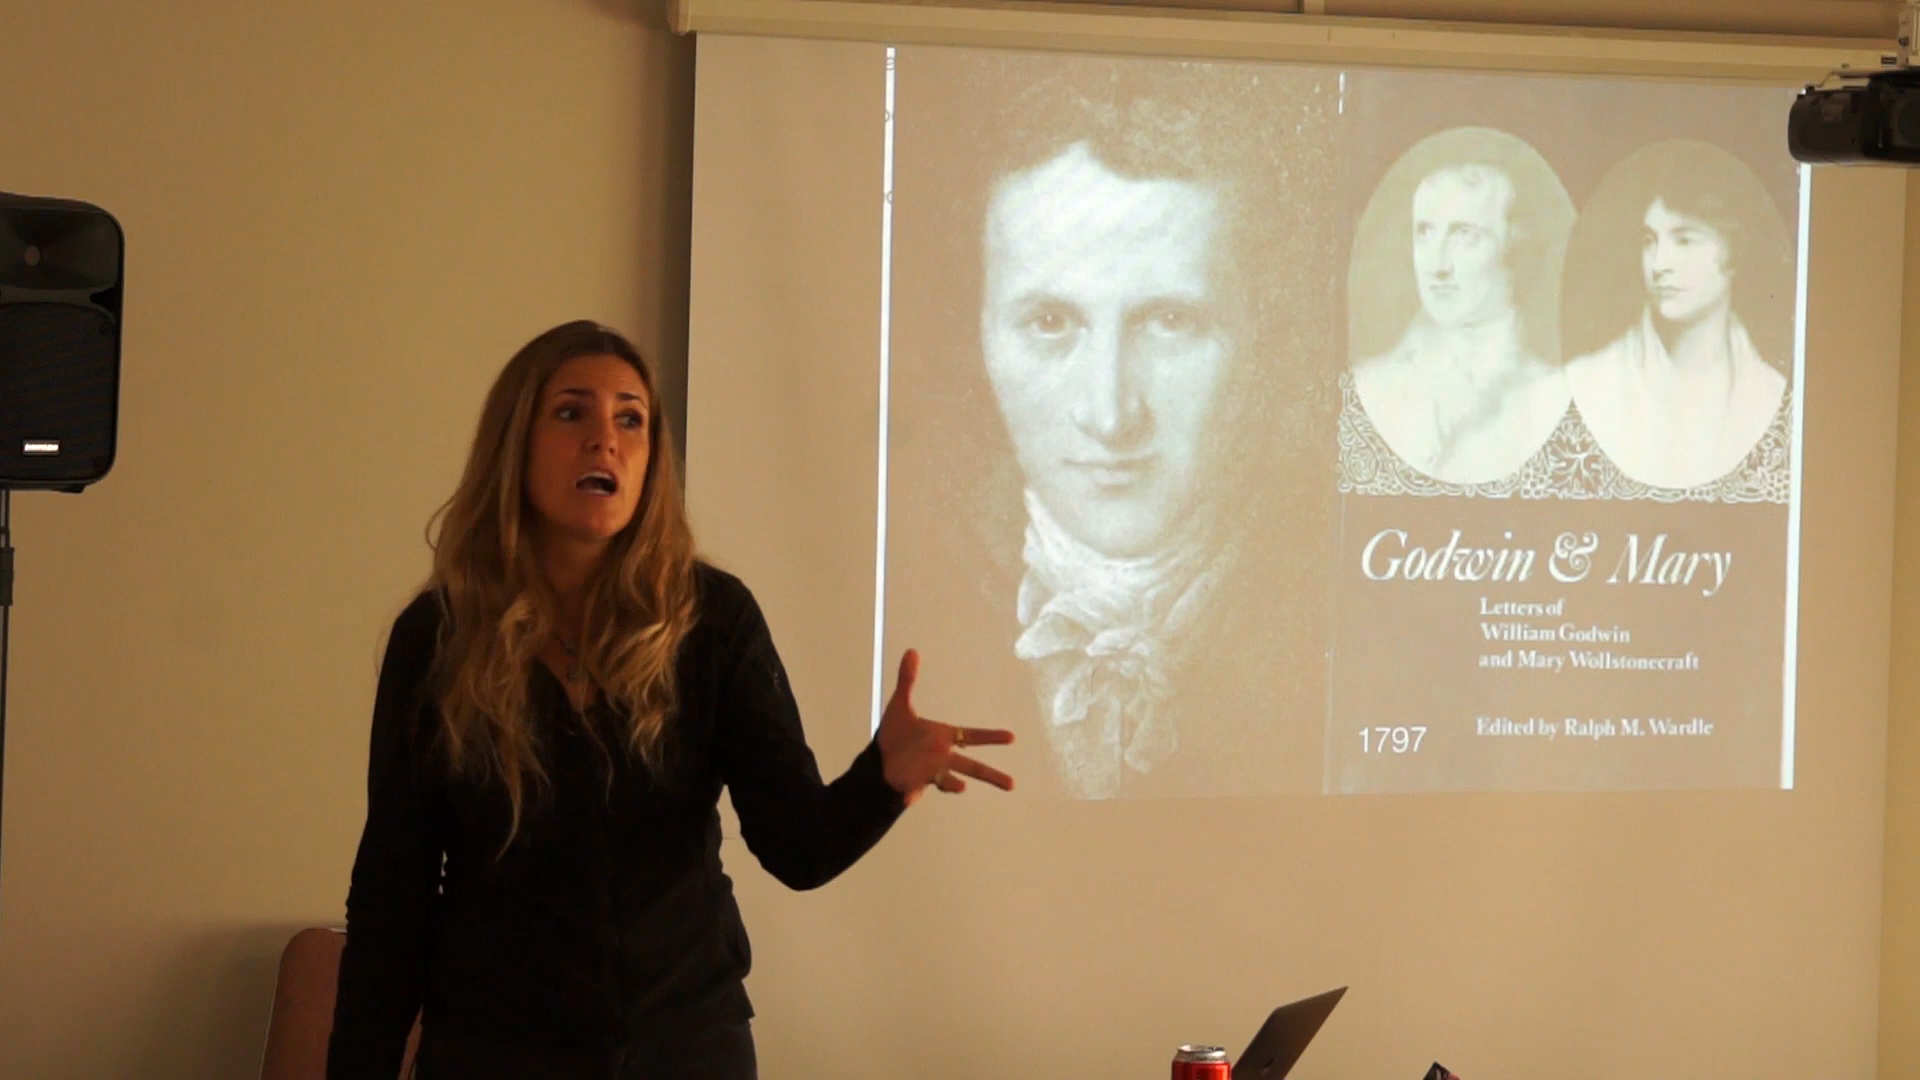 Godwin & Mary
Letters of
William Godwin
and Mary Wollstonecraft
1797
Edited by Ralph M. Wardle